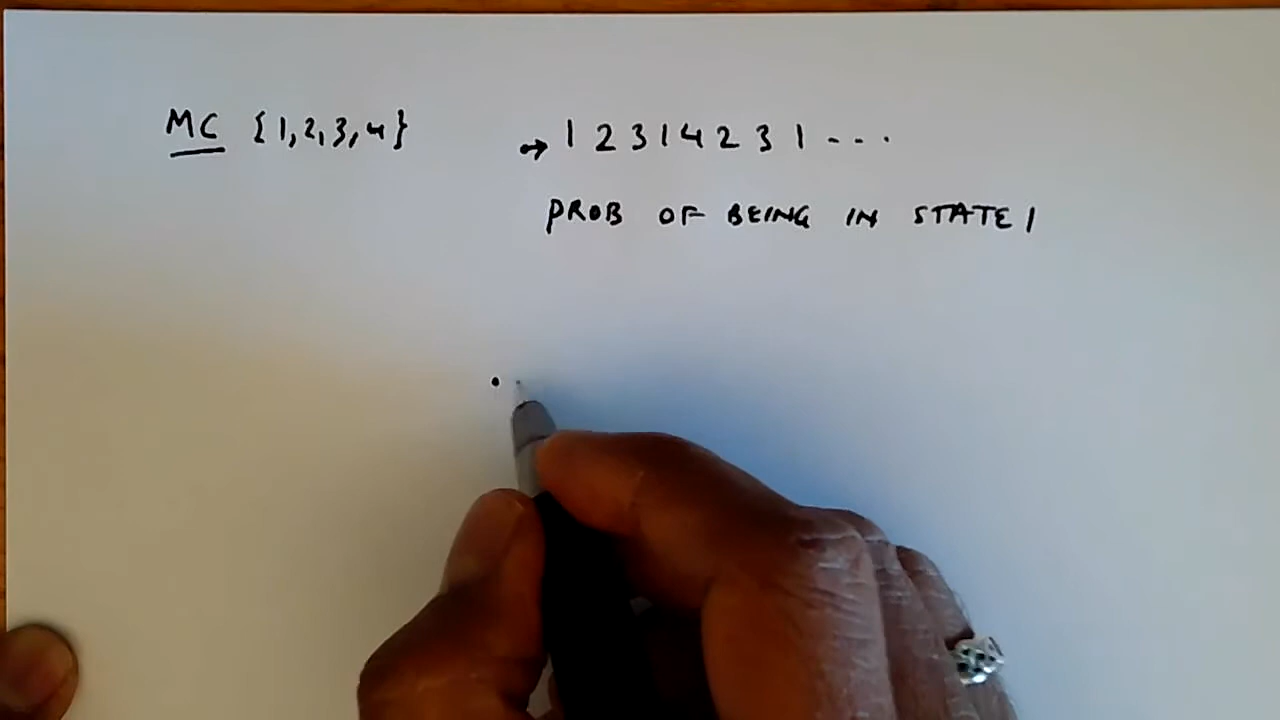 MC {1,2,3,4} → 1 2 3 1 4 2 3 1 ...
PROB OF BEING IN STATE 1